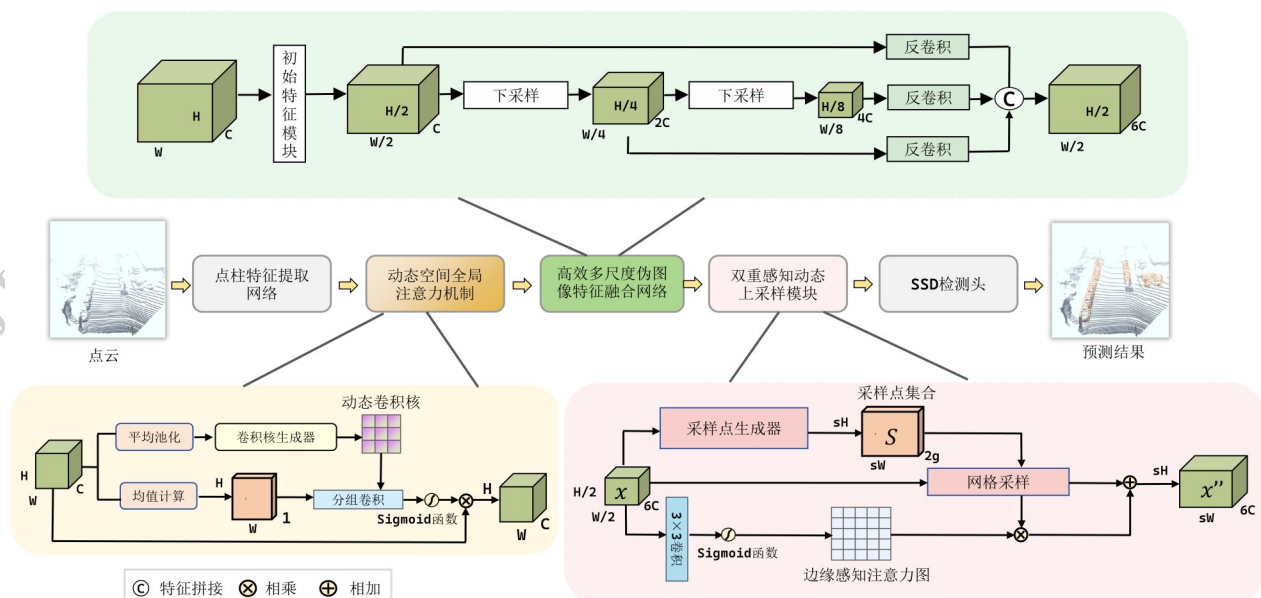 初始特征模块
H
C
W
H/2
C
W/2
下采样
H/4
2C
W/4
下采样
H/8
4C
W/8
反卷积
反卷积
反卷积
C
H/2
6C
W/2
点云
点柱特征提取
网络
动态空间全局
注意力机制
高效多尺度伪图
像特征融合网络
双重感知动态
上采样模块
SSD检测头
预测结果
H
W
C
平均池化
卷积核生成器
动态卷积核
均值计算
H
W
1
分组卷积
Sigmoid函数
H
W
C
采样点生成器
采样点集合
sH
S
sW
2g
H/2
x
W/2
6C
网格采样
3×3卷积
Sigmoid函数
边缘感知注意力图
sH
x''
sW
6C
C 特征拼接 ⊗ 相乘 ⊕ 相加